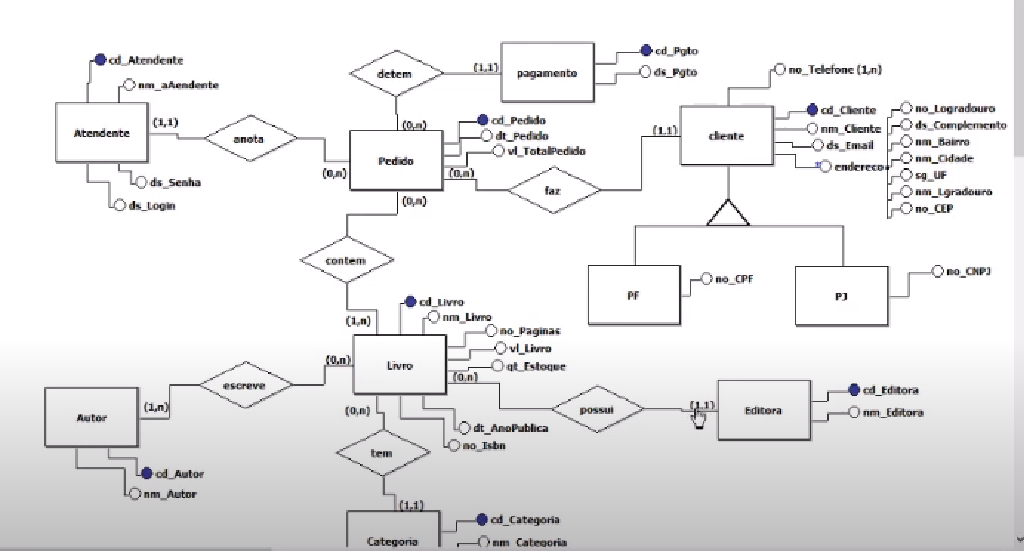 cd_Atendente
nm_aAendente
Atendente
(1,1)
anota
ds_Senha
ds_Login
detem
(1,1)
pagamento
cd_Pgto
ds_Pgto
(0,n)
cd_Pedido
dt_Pedido
vl_TotalPedido
Pedido
(0,n)
(0,n)
(0,n)
faz
(1,1)
no_Telefone (1,n)
cliente
cd_Cliente
nm_Cliente
ds_Email
endereco
no_Logradouro
ds_Complemento
nm_Bairro
nm_Cidade
sg_UF
nm_Lgradouro
no_CEP
contem
(1,n)
PF
no_CPF
PJ
no_CNPJ
cd_Livro
nm_Livro
no_Paginas
vl_Livro
qt_Estoque
Livro
(0,n)
(0,n)
(0,n)
dt_AnoPublica
no_Isbn
escreve
(1,n)
Autor
cd_Autor
nm_Autor
possui
(1,1)
Editora
cd_Editora
nm_Editora
tem
(1,1)
Categoria
cd_Categoria
nm_Categoria